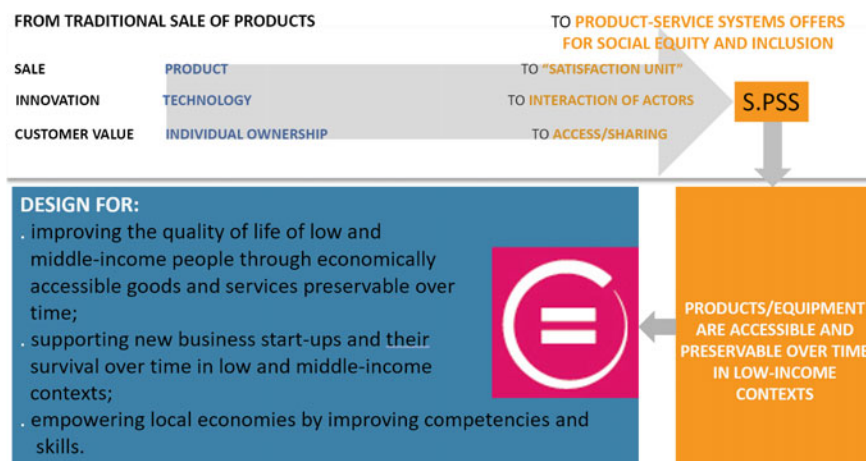 FROM TRADITIONAL SALE OF PRODUCTS
TO PRODUCT-SERVICE SYSTEMS OFFERS
FOR SOCIAL EQUITY AND INCLUSION
SALE PRODUCT TO “SATISFACTION UNIT”
INNOVATION TECHNOLOGY TO INTERACTION OF ACTORS
CUSTOMER VALUE INDIVIDUAL OWNERSHIP TO ACCESS/SHARING
S.PSS
DESIGN FOR:
. improving the quality of life of low and
middle-income people through economically
accessible goods and services preservable over
time;
. supporting new business start-ups and their
survival over time in low and middle-income
contexts;
. empowering local economies by improving competencies and
skills.
PRODUCTS/EQUIPMENT
ARE ACCESSIBLE AND
PRESERVABLE OVER TIME
IN LOW-INCOME
CONTEXTS